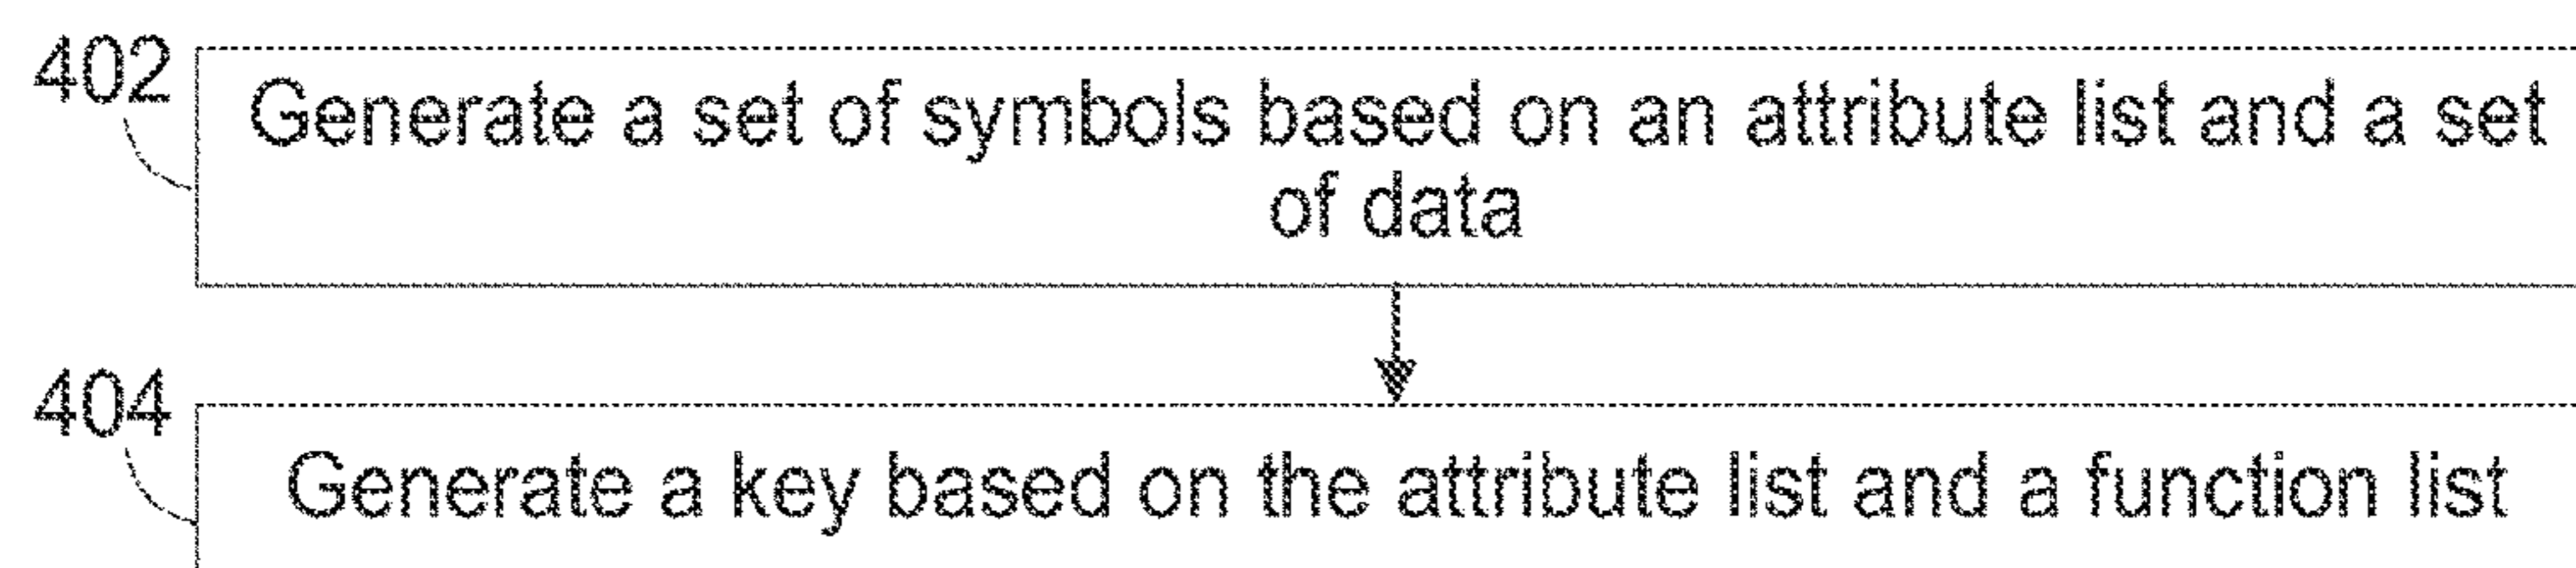 402
Generate a set of symbols based on an attribute list and a set
of data
404
Generate a key based on the attribute list and a function list